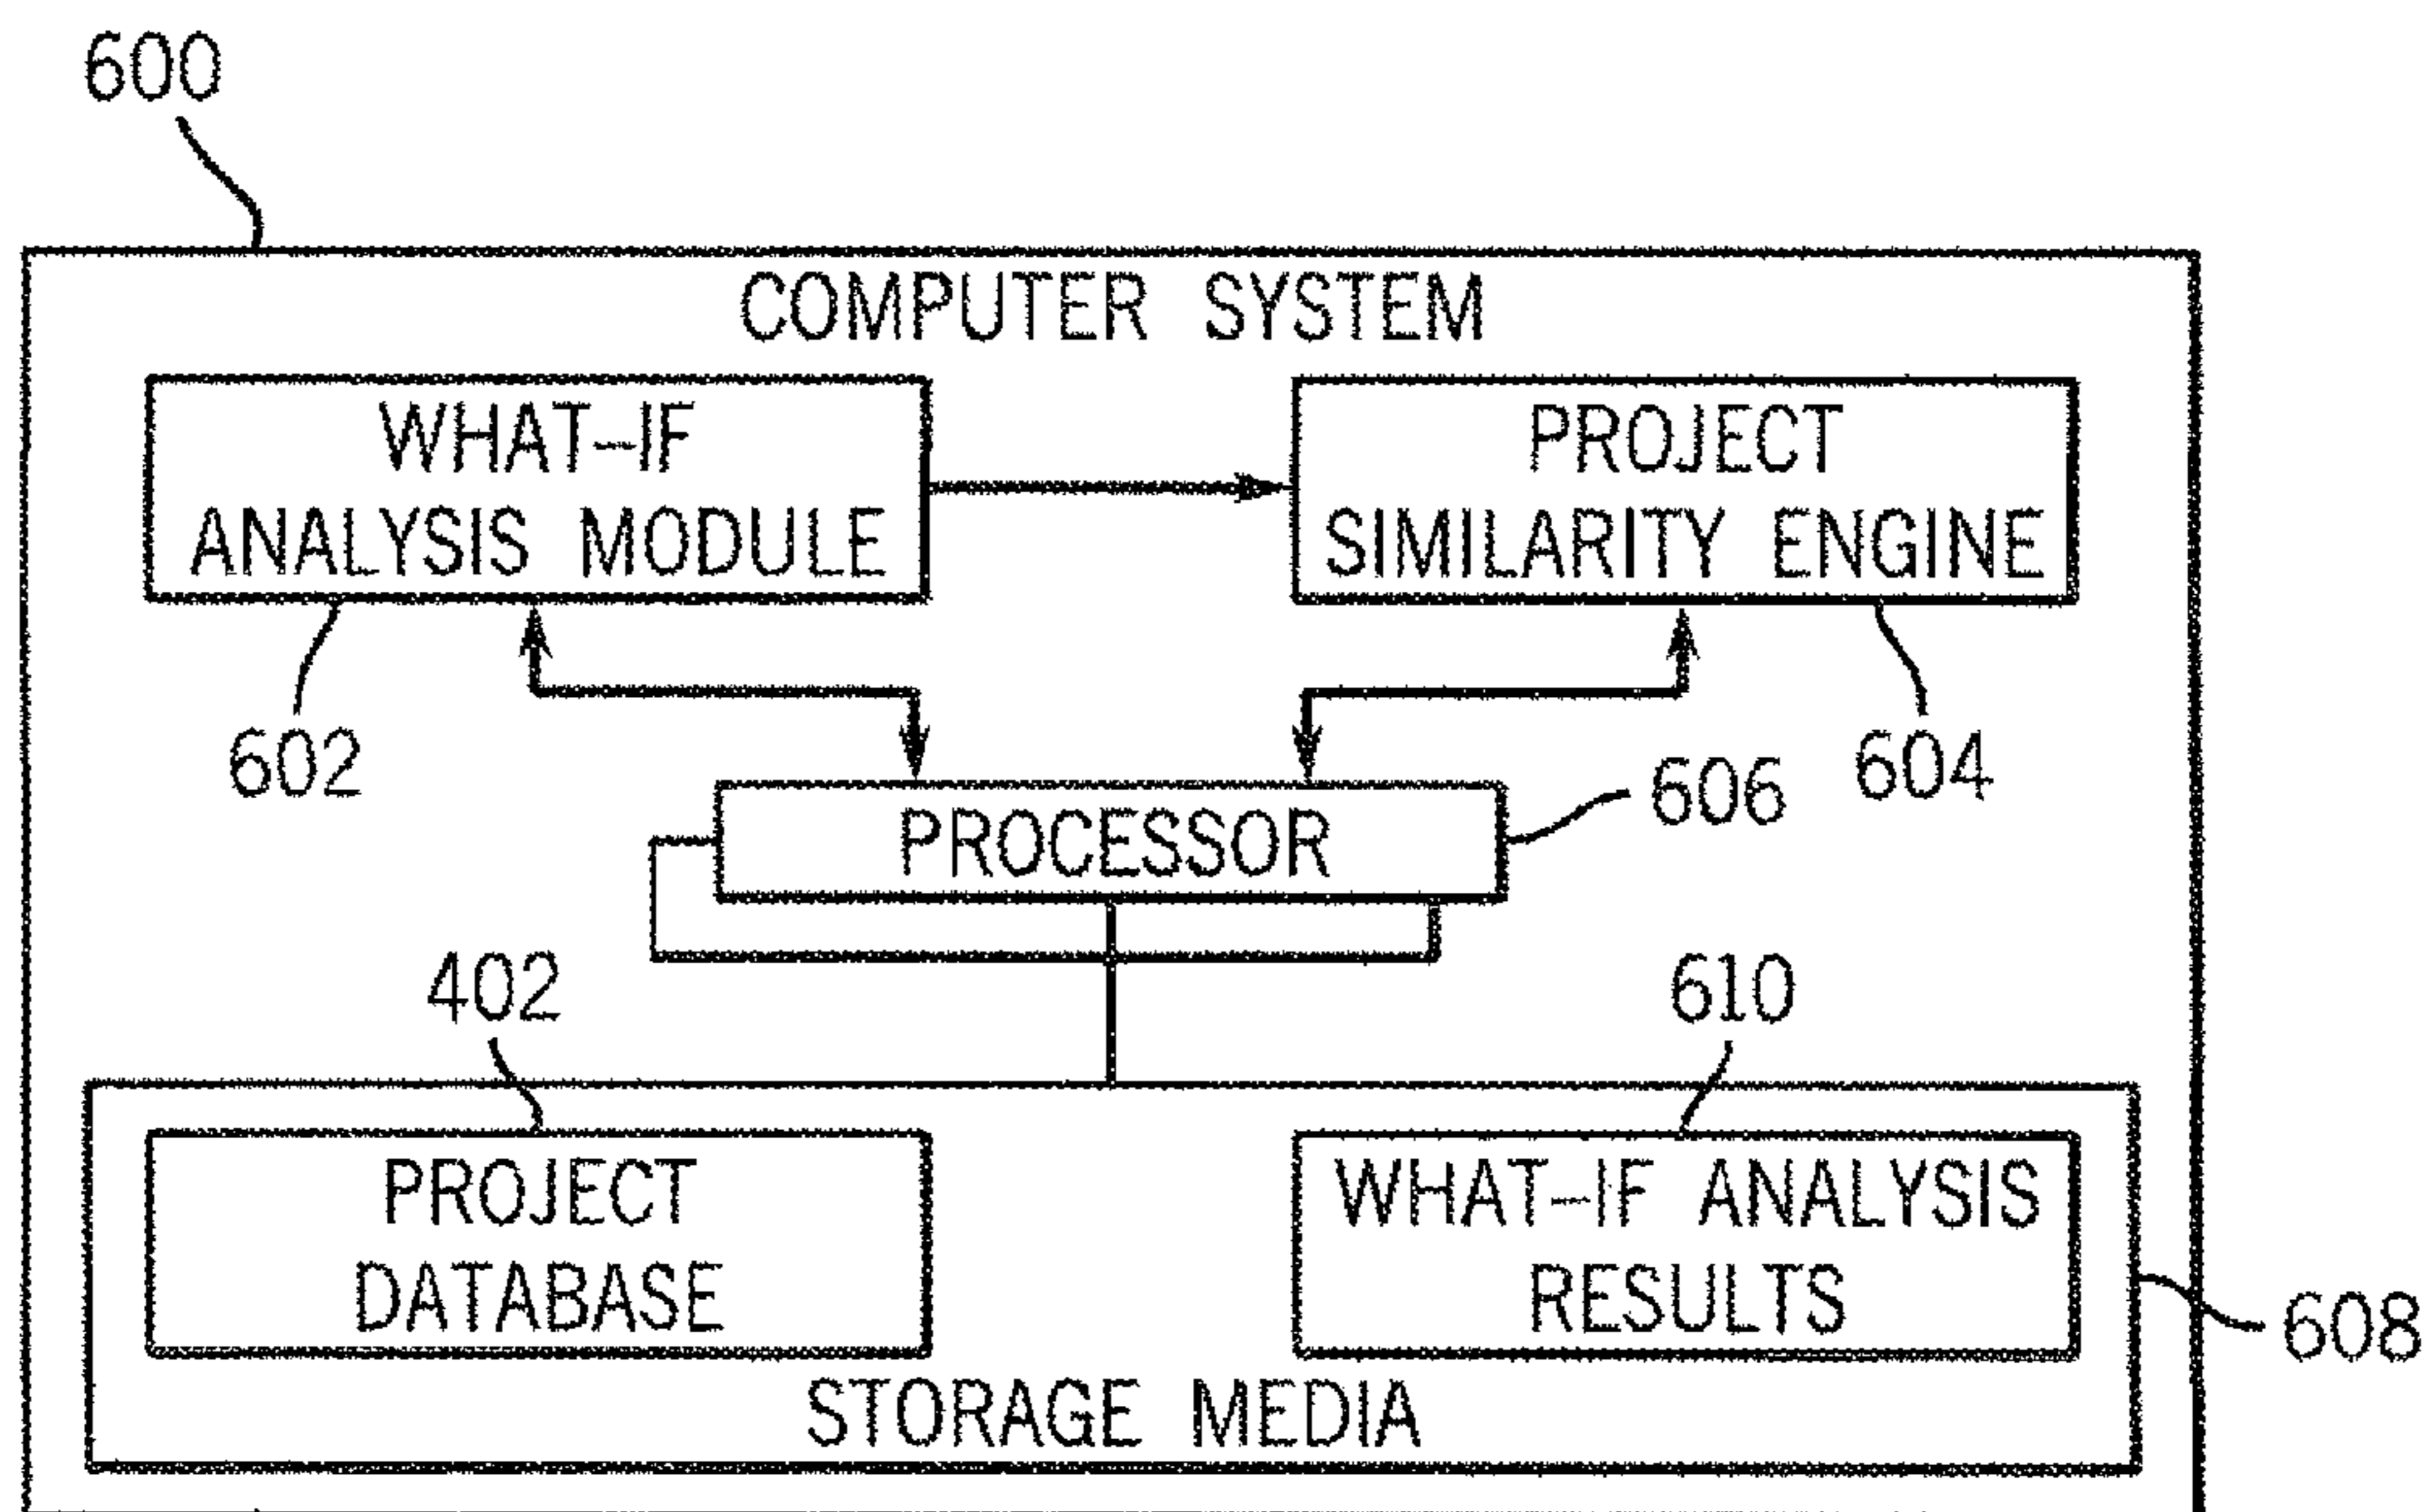 600
COMPUTER SYSTEM
WHAT-IF
ANALYSIS MODULE
PROJECT
SIMILARITY ENGINE
602
604
606
PROCESSOR
402
610
PROJECT
DATABASE
WHAT-IF ANALYSIS
RESULTS
608
STORAGE MEDIA